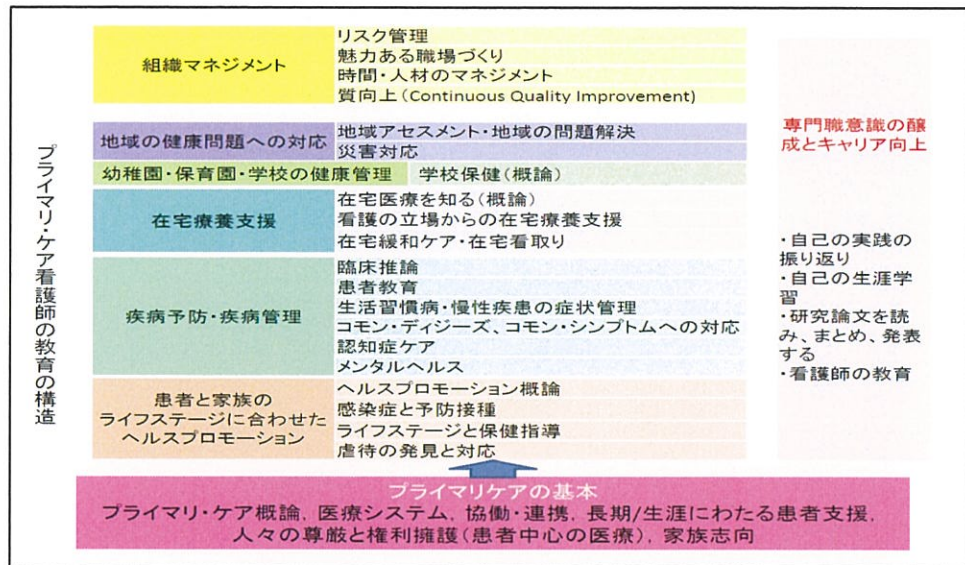 プライマリ・ケア看護師の教育の構造
組織マネジメント
リスク管理
魅力ある職場づくり
時間・人材のマネジメント
質向上（Continuous Quality Improvement)
地域の健康問題への対応
地域アセスメント・地域の問題解決
災害対応
幼稚園・保育園・学校の健康管理
学校保健(概論)
在宅療養支援
在宅医療を知る(概論)
看護の立場からの在宅療養支援
在宅緩和ケア・在宅看取り
疾病予防・疾病管理
臨床推論
患者教育
生活習慣病・慢性疾患の症状管理
コモン・ディジーズ、コモン・シンプトムへの対応
認知症ケア
メンタルヘルス
患者と家族の
ライフステージに合わせた
ヘルスプロモーション
ヘルスプロモーション概論
感染症と予防接種
ライフステージと保健指導
虐待の発見と対応
専門職意識の醸
成とキャリア向上
・自己の実践の
振り返り
・自己の生涯学
習
・研究論文を読
み、まとめ、発表
する
・看護師の教育
プライマリケアの基本
プライマリ・ケア概論, 医療システム, 協働・連携, 長期/生涯にわたる患者支援,
人々の尊厳と権利擁護(患者中心の医療), 家族志向